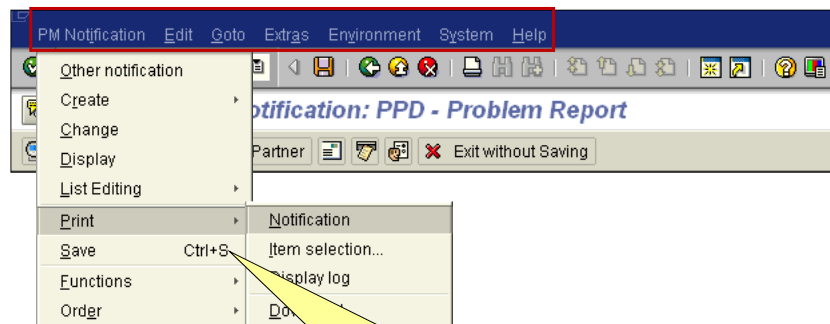 PM Notification Edit Goto Extras Environment System Help
Other notification
Create
Change
Display
List Editing
Print
Save Ctrl+S
Functions
Order
otification: PPD - Problem Report
Partner Exit without Saving
Notification
Item selection...
Display log